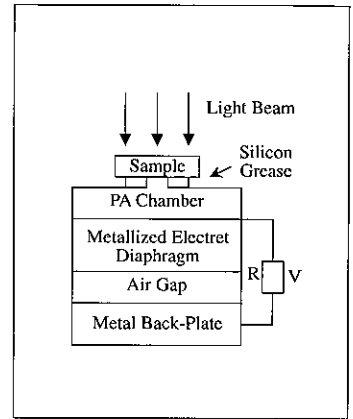 Light Beam
Sample
Silicon
Grease
PA Chamber
Metallized Electret
Diaphragm
R
V
Air Gap
Metal Back-Plate